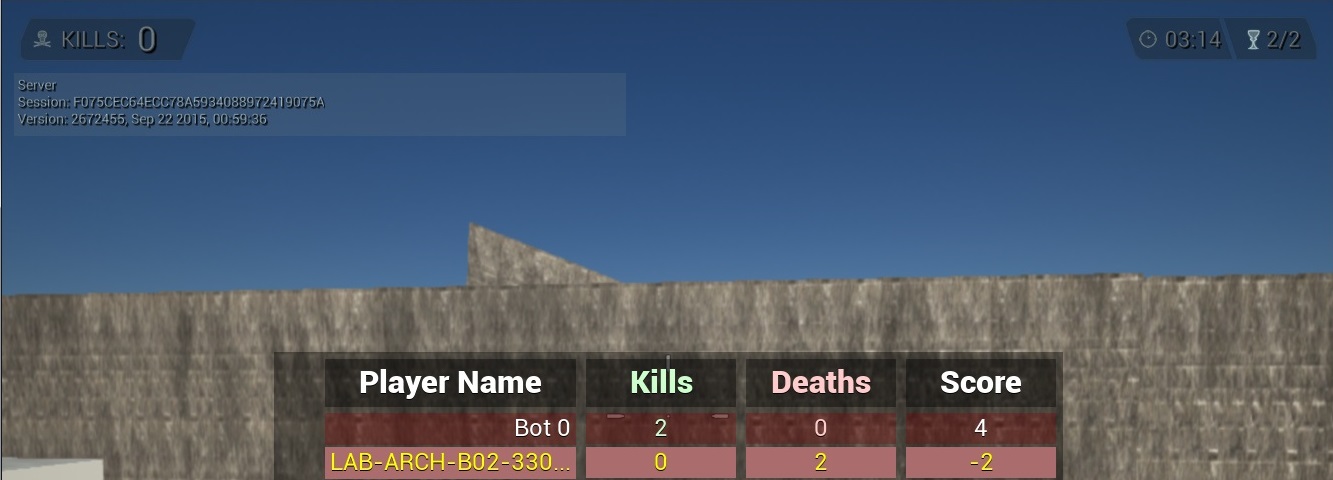 KILLS: 0
03:14 2/2
Server
Session: F075CEC64ECC78A5934088972419075A
Version: 2672455, Sep 22 2015, 00:59:36
Player Name Kills Deaths Score
Bot 0 2 0 4
LAB-ARCH-B02-330... 0 2 -2